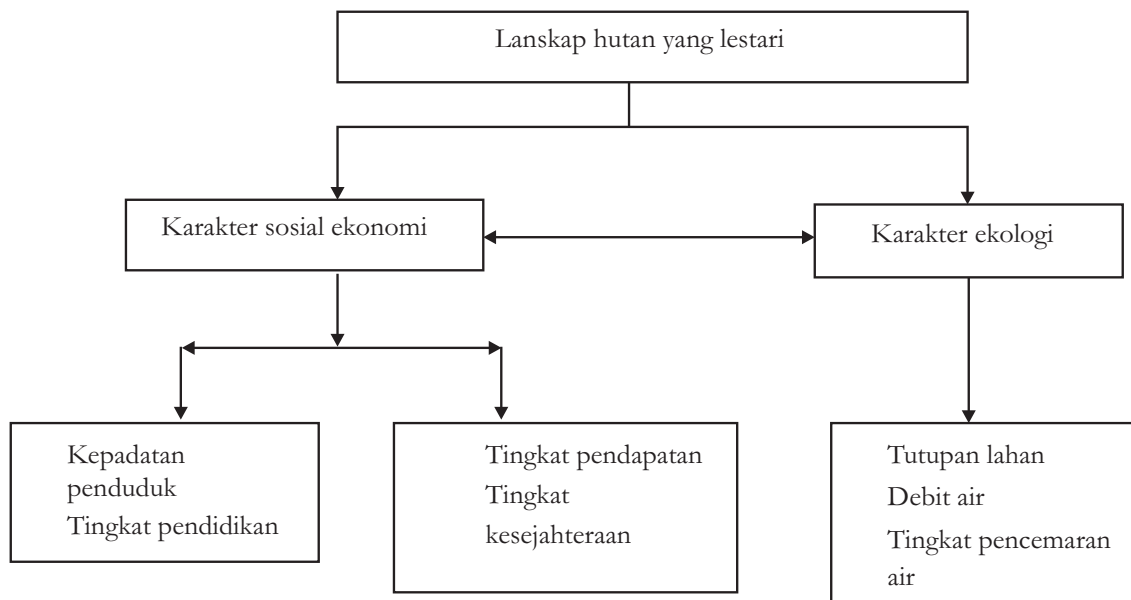 Lanskap hutan yang lestari
Karakter sosial ekonomi
Karakter ekologi
Kepadatan
penduduk
Tingkat pendidikan
Tingkat pendapatan
Tingkat
kesejahteraan
Tutupan lahan
Debit air
Tingkat pencemaran
air